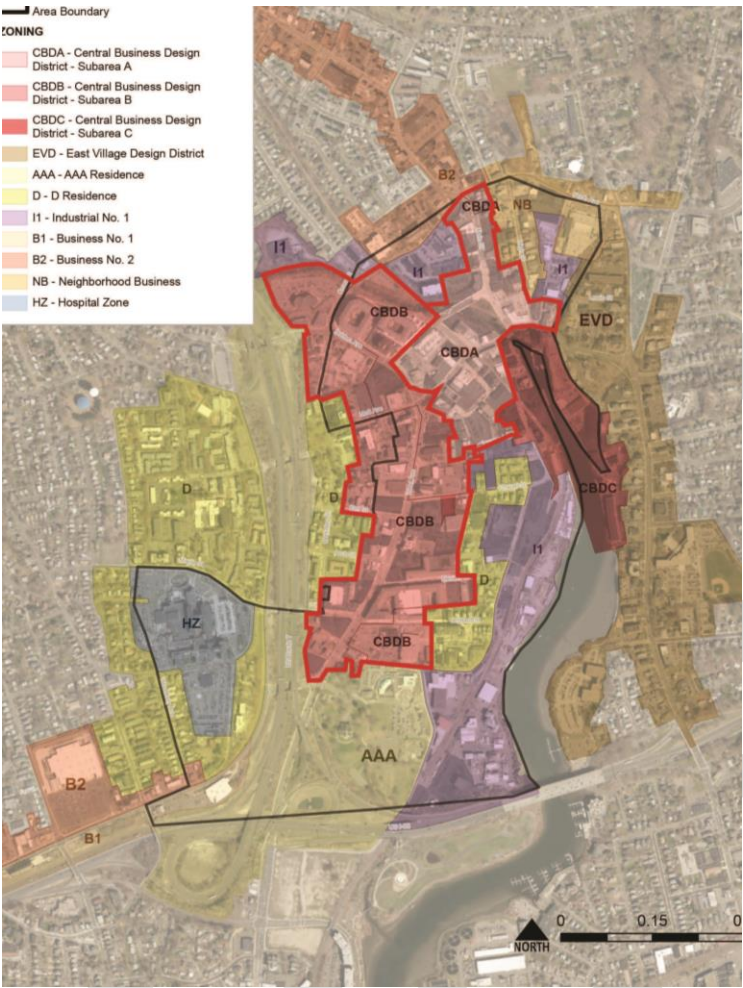 Area Boundary
ZONING
CBDA - Central Business Design
District - Subarea A
CBDB - Central Business Design
District - Subarea B
CBDC - Central Business Design
District - Subarea C
EVD - East Village Design District
AAA - AAA Residence
D - D Residence
I1 - Industrial No. 1
B1 - Business No. 1
B2 - Business No. 2
NB - Neighborhood Business
HZ - Hospital Zone
B2
CBDA
NB
I1
I1
I1
CBDB
EVD
CBDA
D
D
CBDC
CBDB
I1
D
HZ
CBDB
AAA
B2
B1
NORTH
0
0.15
0